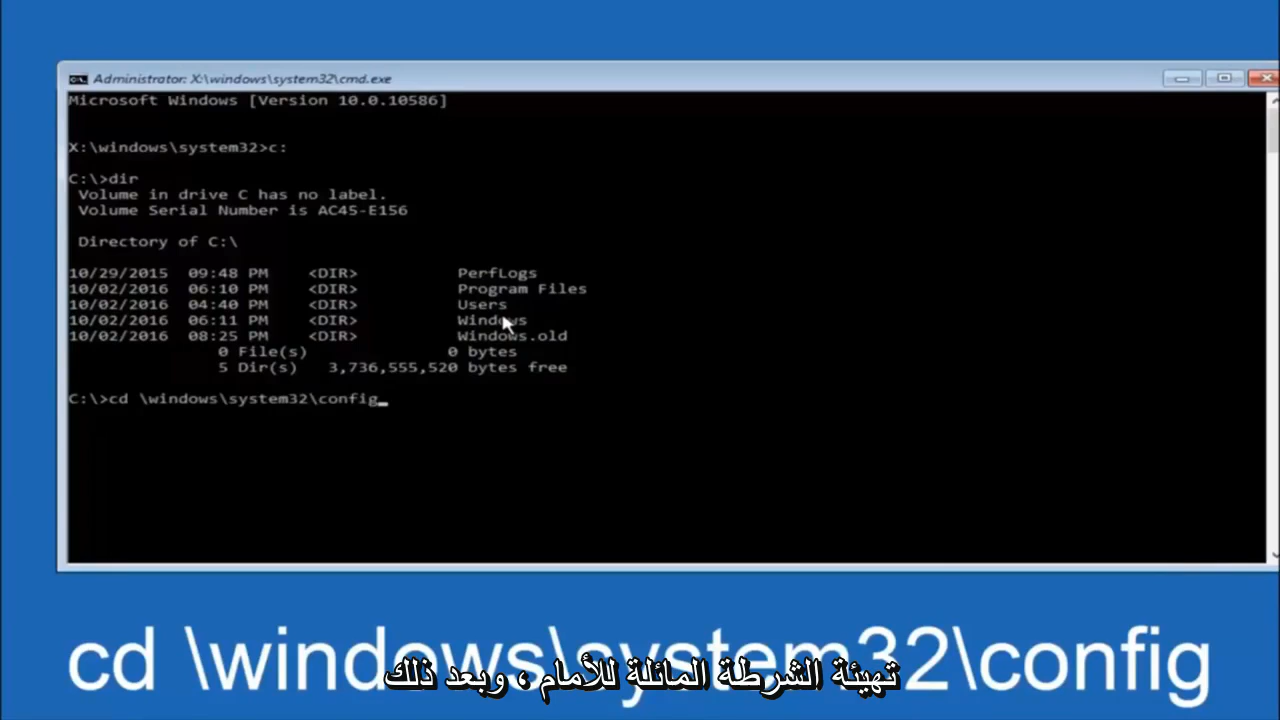 Administrator: X:\windows\system32\cmd.exe
Microsoft Windows [Version 10.0.10586]
X:\windows\system32>c:
C:\>dir
Volume in drive C has no label.
Volume Serial Number is AC45-E156
Directory of C:\
10/29/2015 09:48 PM <DIR> PerfLogs
10/02/2016 06:10 PM <DIR> Program Files
10/02/2016 04:40 PM <DIR> Users
10/02/2016 06:11 PM <DIR> Windows
10/02/2016 08:25 PM <DIR> Windows.old
0 File(s) 0 bytes
5 Dir(s) 3,736,555,520 bytes free
C:\>cd \windows\system32\config_
cd \windows\system32\config
تهيئة الشرطة المائلة للأمام ، وبعد ذلك